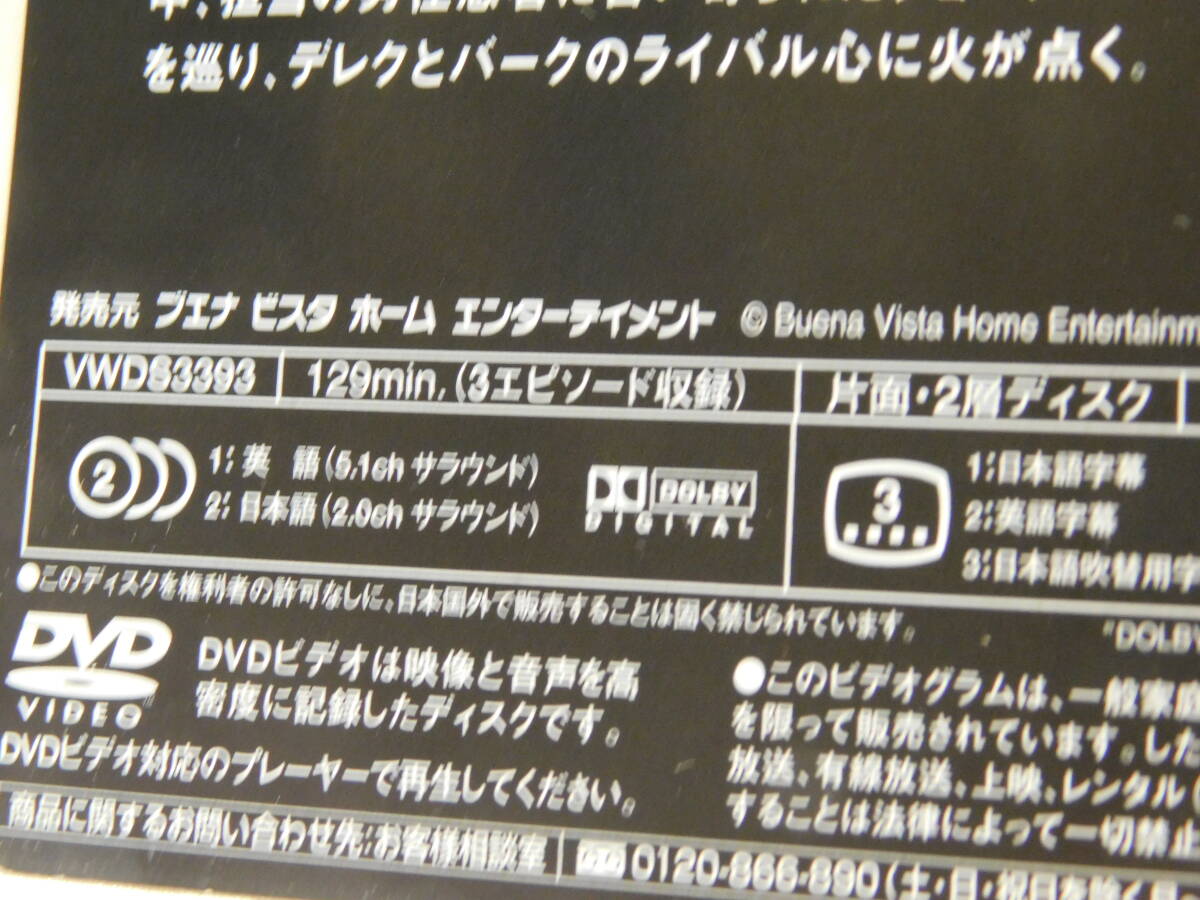 を巡り、デレクとバークのライバル心に火が点く。
発売元 ブエナ ビスタ ホーム エンターテイメント © Buena Vista Home Entertainm
VWDS3393 129min.(3エピソード収録) 片面・2層ディスク
2
1:英 語(5.1ch サラウンド)
2:日本語(2.0ch サラウンド)
DOLBY
DIGITAL
3
1:日本語字幕
2:英語字幕
3:日本語吹替用字
●このディスクを権利者の許可なしに、日本国外で販売することは固く禁じられています。
"DOLBY
DVD
VIDEO
DVDビデオは映像と音声を高
密度に記録したディスクです。
DVDビデオ対応のプレーヤーで再生してください。
●このビデオグラムは、一般家庭
を限って販売されています。した
放送、有線放送、上映、レンタル(
することは法律によって一切禁止
商品に関するお問い合わせ先:お客様相談室 0120-866-890(土・日・祝日を除く月